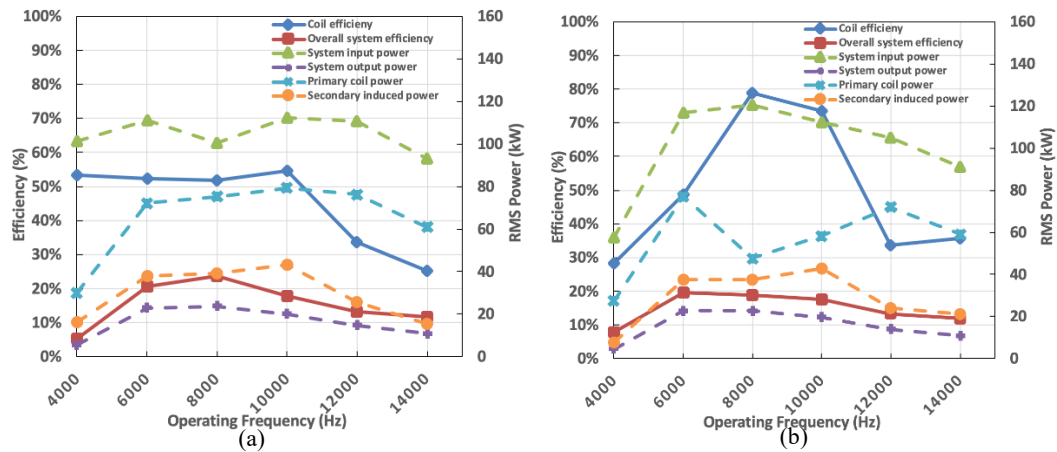 100%
90%
80%
70%
60%
50%
40%
30%
20%
10%
0%
Efficiency (%)
160
140
120
100
80
60
40
20
0
RMS Power (kW)
Coil efficieny
Overall system efficiency
System input power
System output power
Primary coil power
Secondary induced power
4000
6000
8000
10000
12000
14000
Operating Frequency (Hz)
(a)
100%
90%
80%
70%
60%
50%
40%
30%
20%
10%
0%
Efficiency (%)
160
140
120
100
80
60
40
20
0
RMS Power (kW)
Coil efficieny
Overall system efficiency
System input power
System output power
Primary coil power
Secondary induced power
4000
6000
8000
10000
12000
14000
Operating Frequency (Hz)
(b)